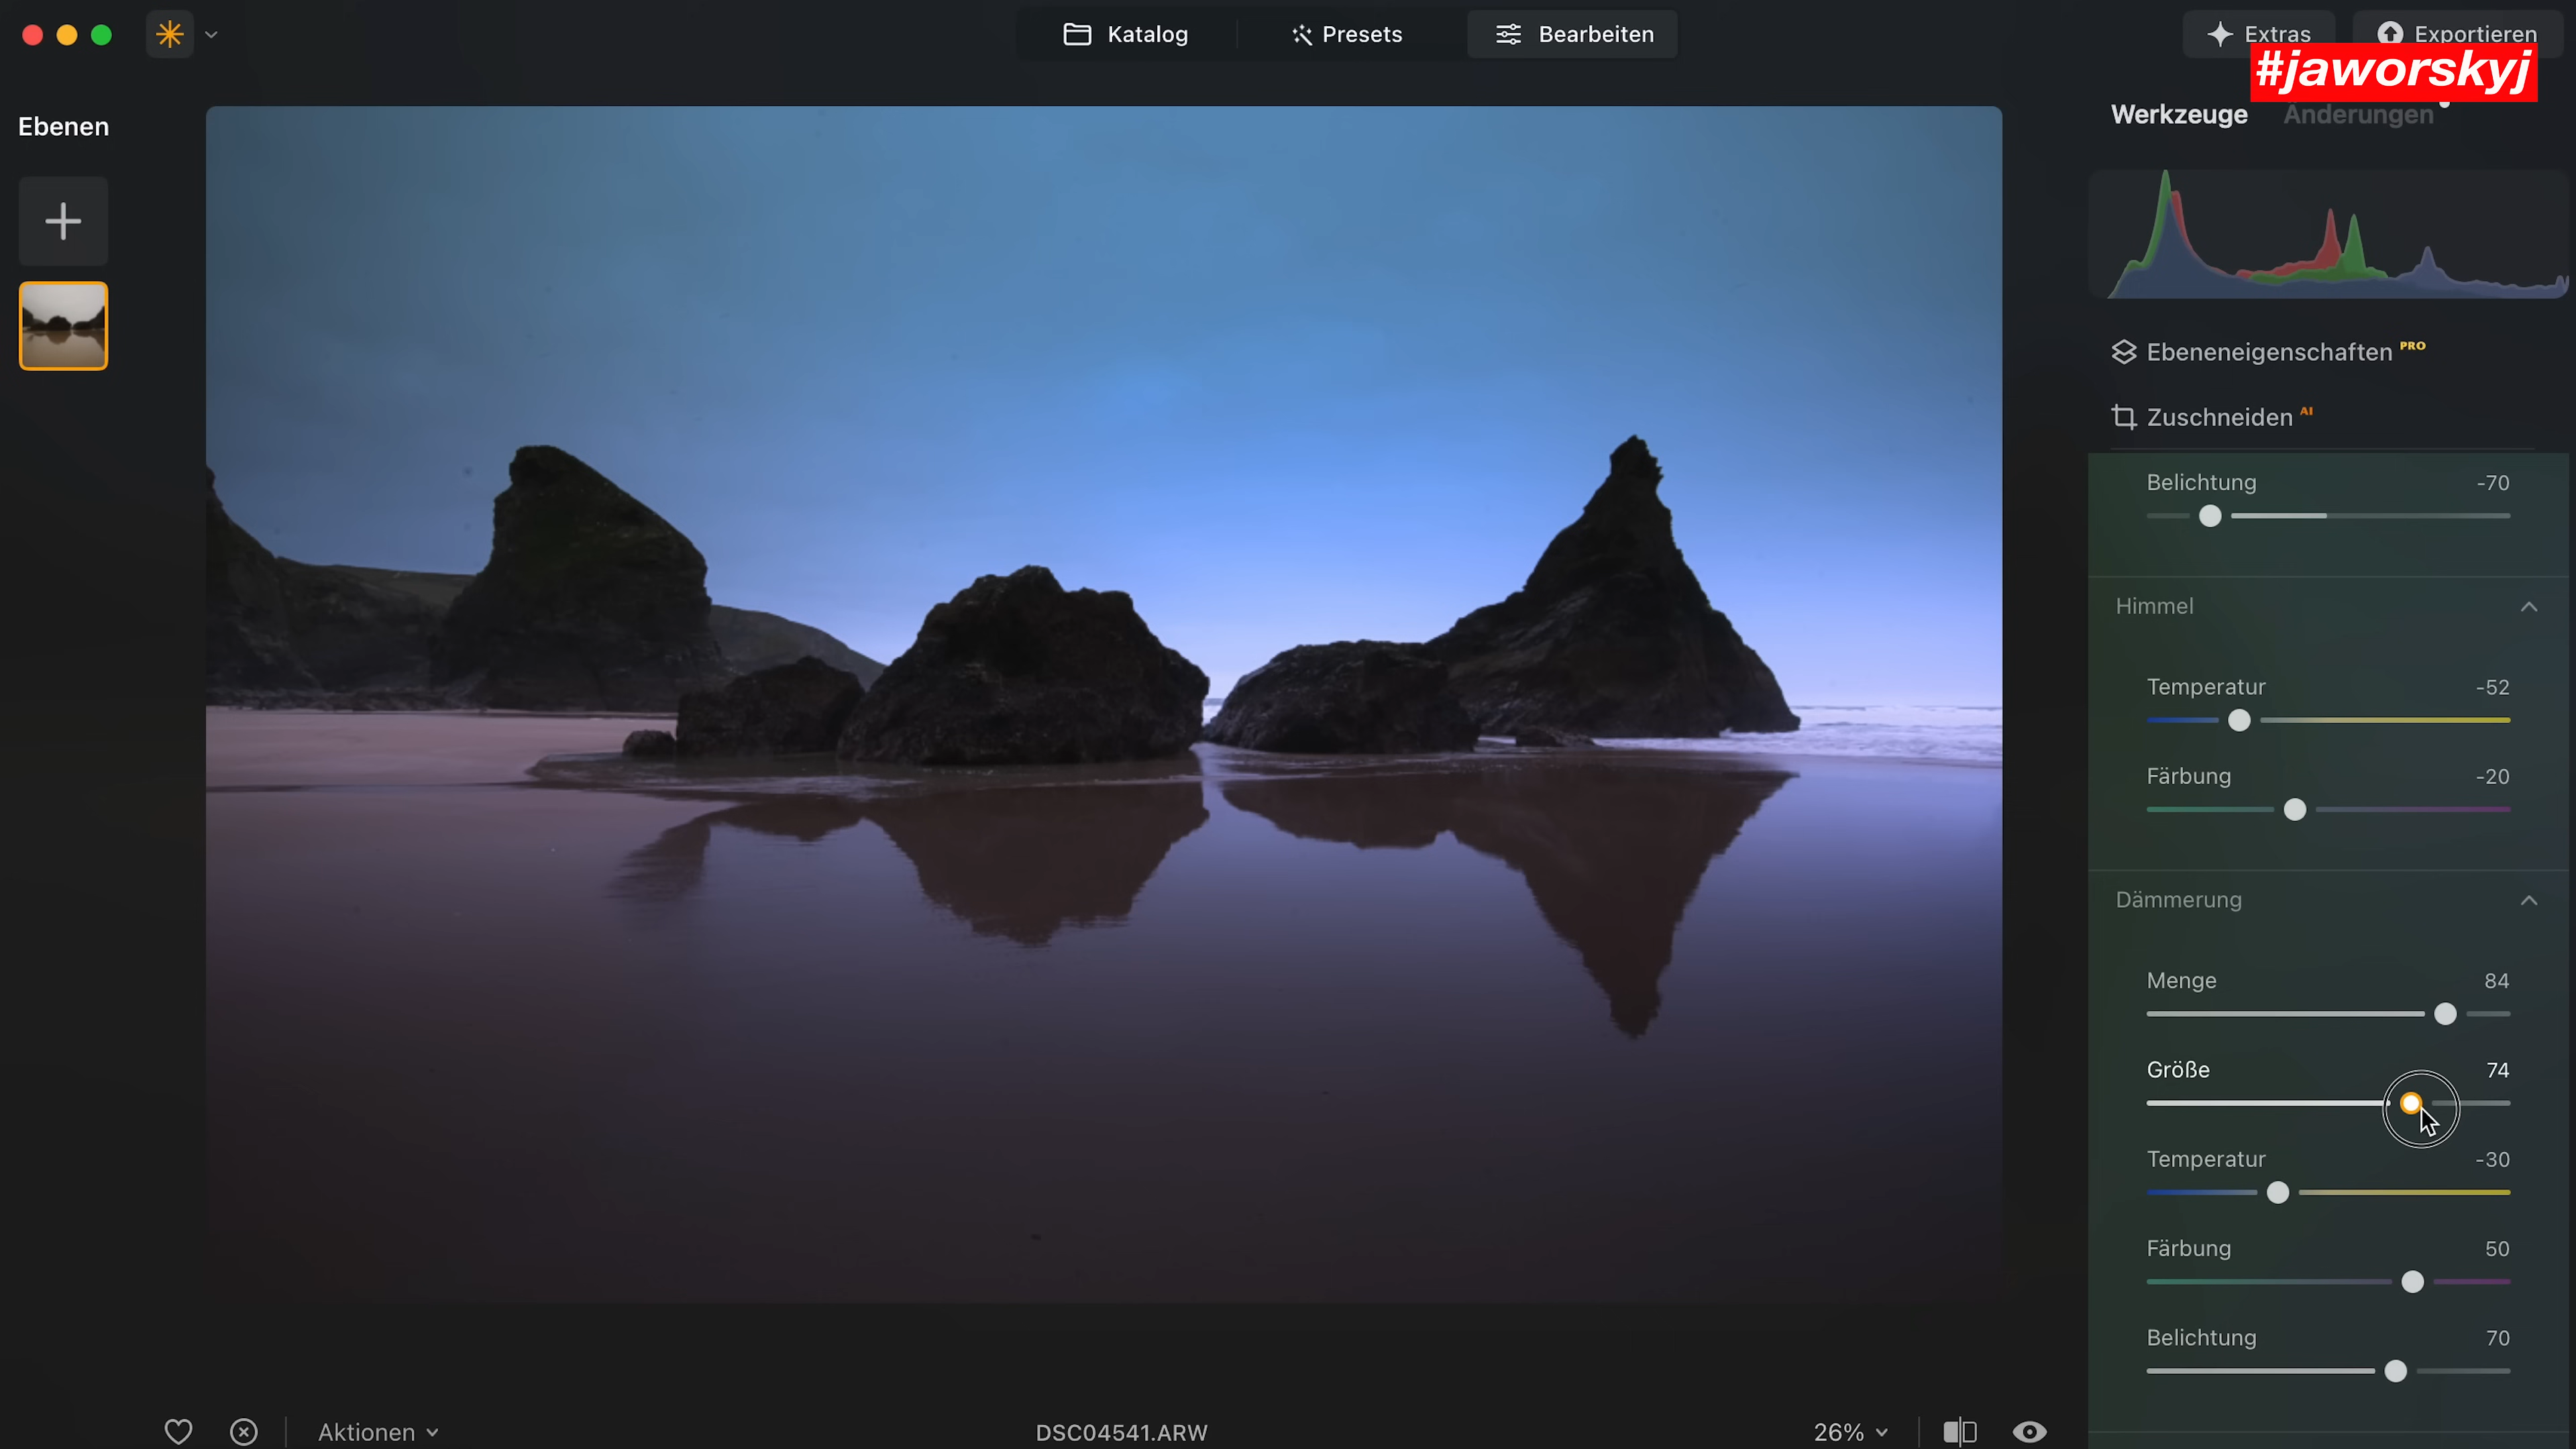 Katalog
Presets
Bearbeiten
Extras
Exportieren
#jaworskyj
Ebenen
Werkzeuge
Änderungen
Ebeneneigenschaften PRO
Zuschneiden AI
Belichtung -70
Himmel
Temperatur -52
Färbung -20
Dämmerung
Menge 84
Größe 74
Temperatur -30
Färbung 50
Belichtung 70
Aktionen
DSC04541.ARW
26%